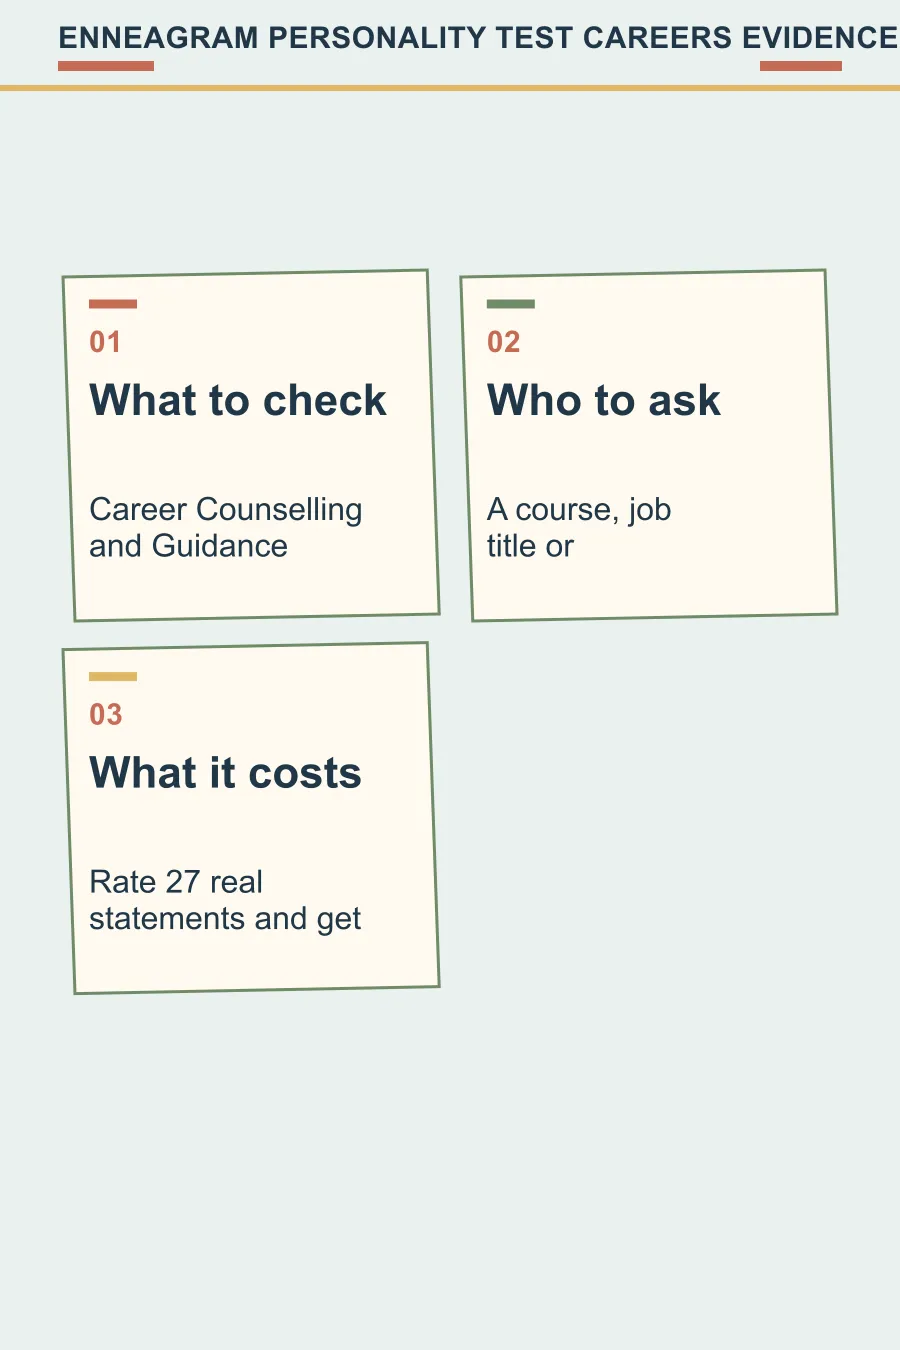 ENNEAGRAM PERSONALITY TEST CAREERS EVIDENCE
01
What to check
Career Counselling
and Guidance
02
Who to ask
A course, job
title or
03
What it costs
Rate 27 real
statements and get